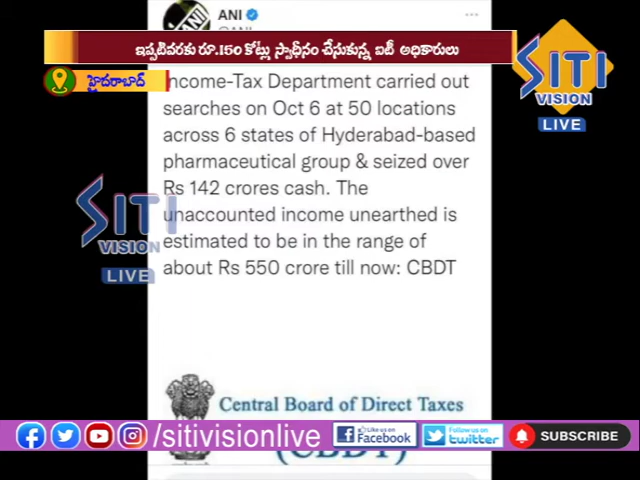 ANI
ఇప్పటివరకు రూ.150 కోట్లు స్వాధీనం చేసుకున్న ఐటీ అధికారులు
SITI
VISION
LIVE
హైదరాబాద్
ncome-Tax Department carried out
searches on Oct 6 at 50 locations
across 6 states of Hyderabad-based
pharmaceutical group & seized over
Rs 142 crores cash. The
unaccounted income unearthed is
estimated to be in the range of
about Rs 550 crore till now: CBDT
SITI
VISION
LIVE
Central Board of Direct Taxes
/sitivisionlive
Like us on
Facebook
follow us on
twitter
SUBSCRIBE
(CBDT)